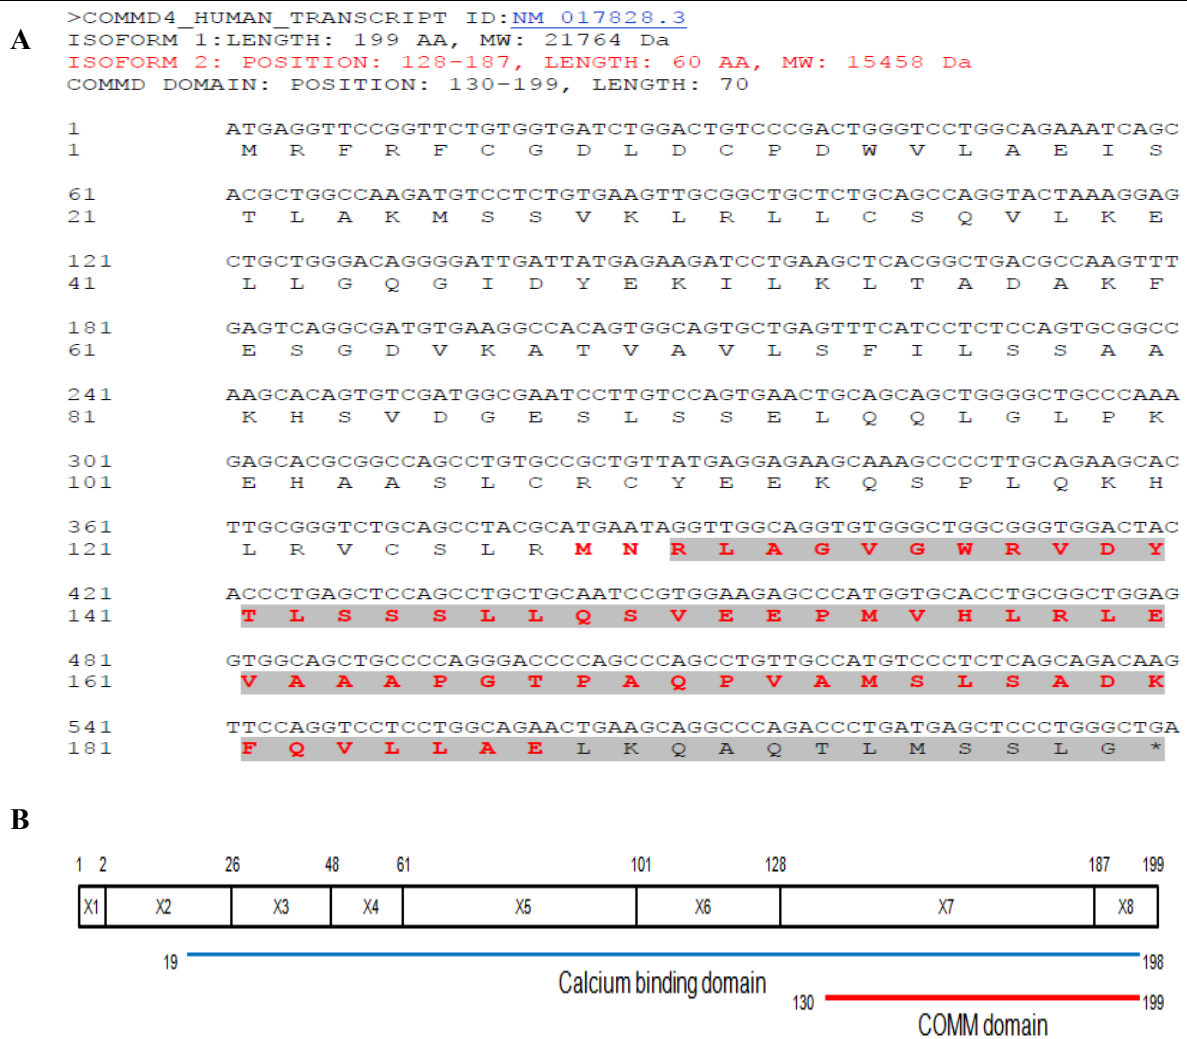 A
>COMMD4_HUMAN_TRANSCRIPT ID:NM_017828.3
ISOFORM 1:LENGTH: 199 AA, MW: 21764 Da
ISOFORM 2: POSITION: 128-187, LENGTH: 60 AA, MW: 15458 Da
COMMD DOMAIN: POSITION: 130-199, LENGTH: 70
1 ATGAGGTTCCGGTTCTGTGGTGATCTGGACTGTCCCGACTGGGTCCTGGCAGAAATCAGC
1 M R F R F C G D L D C P D W V L A E I S
61 ACGCTGGCCAAGATGTCCTCTGTGAAGTTGCGGCTGCTCTGCAGCCAGGTACTAAAGGAG
21 T L A K M S S V K L R L L C S Q V L K E
121 CTGCTGGGACAGGGGATTGATTATGAGAAGATCCTGAAGCTCACGGCTGACGCCAAGTTT
41 L L G Q G I D Y E K I L K L T A D A K F
181 GAGTCAGGCGATGTGAAGGCCACAGTGGCAGTGCTGAGTTTCATCCTCTCCAGTGCGGCC
61 E S G D V K A T V A V L S F I L S S A A
241 AAGCACAGTGTCGATGGCGAATCCTTGTCCAGTGAACTGCAGCAGCTGGGGCTGCCCAAA
81 K H S V D G E S L S S E L Q Q L G L P K
301 GAGCACGCGGCCAGCCTGTGCCGCTGTTATGAGGAGAAGCAAAGCCCCTTGCAGAAGCAC
101 E H A A S L C R C Y E E K Q S P L Q K H
361 TTGCGGGTCTGCAGCCTACGCATGAATAGGTTGGCAGGTGTGGGCTGGCGGGTGGACTAC
121 L R V C S L R M N R L A G V G W R V D Y
421 ACCCTGAGCTCCAGCCTGCTGCAATCCGTGGAAGAGCCCATGGTGCACCTGCGGCTGGAG
141 T L S S S L L Q S V E E P M V H L R L E
481 GTGGCAGCTGCCCCAGGGACCCCAGCCCAGCCTGTTGCCATGTCCCTCTCAGCAGACAAG
161 V A A A P G T P A Q P V A M S L S A D K
541 TTCCAGGTCCTCCTGGCAGAACTGAAGCAGGCCCAGACCCTGATGAGCTCCCTGGGCTGA
181 F Q V L L A E L K Q A Q T L M S S L G *
B
1 2 26 48 61 101 128 187 199
X1 X2 X3 X4 X5 X6 X7 X8
19 198
Calcium binding domain
130 199
COMM domain